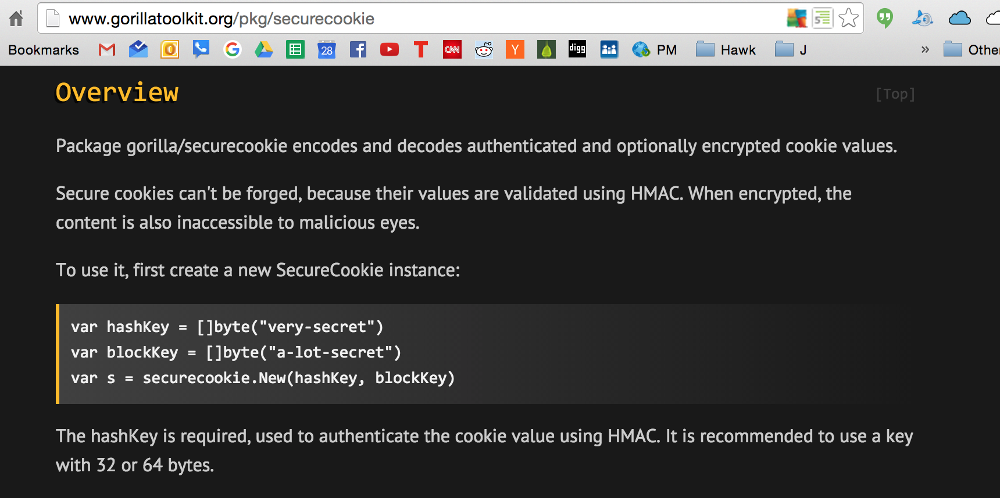 www.gorillatoolkit.org/pkg/securecookie
Bookmarks 28 CNN Y digg PM Hawk J » Other
Overview
[Top]
Package gorilla/securecookie encodes and decodes authenticated and optionally encrypted cookie values.
Secure cookies can't be forged, because their values are validated using HMAC. When encrypted, the
content is also inaccessible to malicious eyes.
To use it, first create a new SecureCookie instance:
var hashKey = []byte("very-secret")
var blockKey = []byte("a-lot-secret")
var s = securecookie.New(hashKey, blockKey)
The hashKey is required, used to authenticate the cookie value using HMAC. It is recommended to use a key
with 32 or 64 bytes.